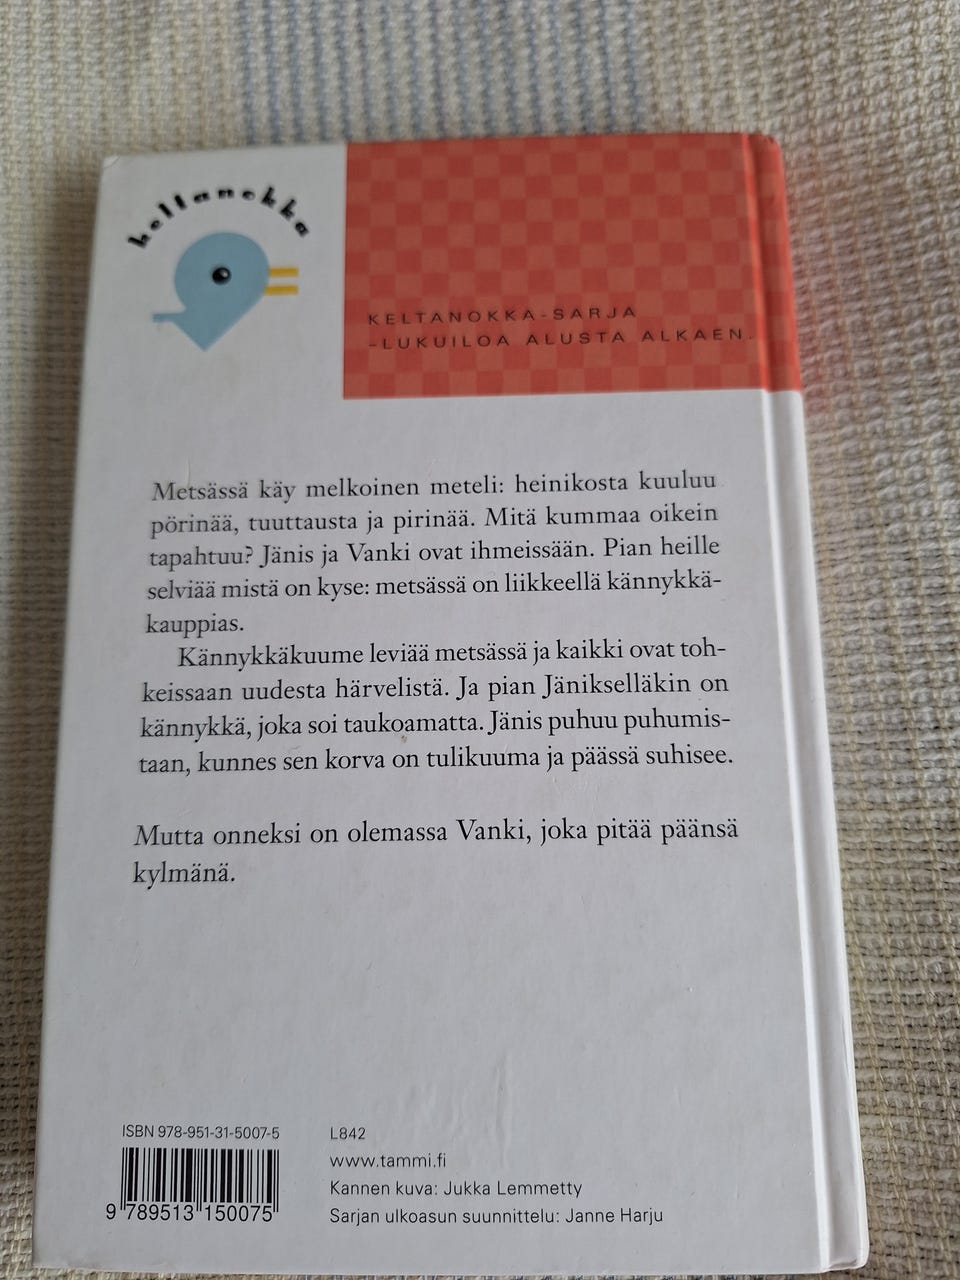 keltanokka
KELTANOKKA-SARJA
-LUKUILOA ALUSTA ALKAEN.
Metsässä käy melkoinen meteli: heinikosta kuuluu
pörinää, tuuttausta ja pirinää. Mitä kummaa oikein
tapahtuu? Jänis ja Vanki ovat ihmeissään. Pian heille
selviää mistä on kyse: metsässä on liikkeellä kännykkä-
kauppias.
Kännykkäkuume leviää metsässä ja kaikki ovat toh-
keissaan uudesta härvelistä. Ja pian Jäniksellä­kin on
kännykkä, joka soi taukoamatta. Jänis puhuu puhumis-
taan, kunnes sen korva on tulikuuma ja päässä suhisee.
Mutta onneksi on olemassa Vanki, joka pitää päänsä
kylmänä.
ISBN 978-951-31-5007-5
9 789513 150075
L842
www.tammi.fi
Kannen kuva: Jukka Lemmetty
Sarjan ulkoasun suunnittelu: Janne Harju